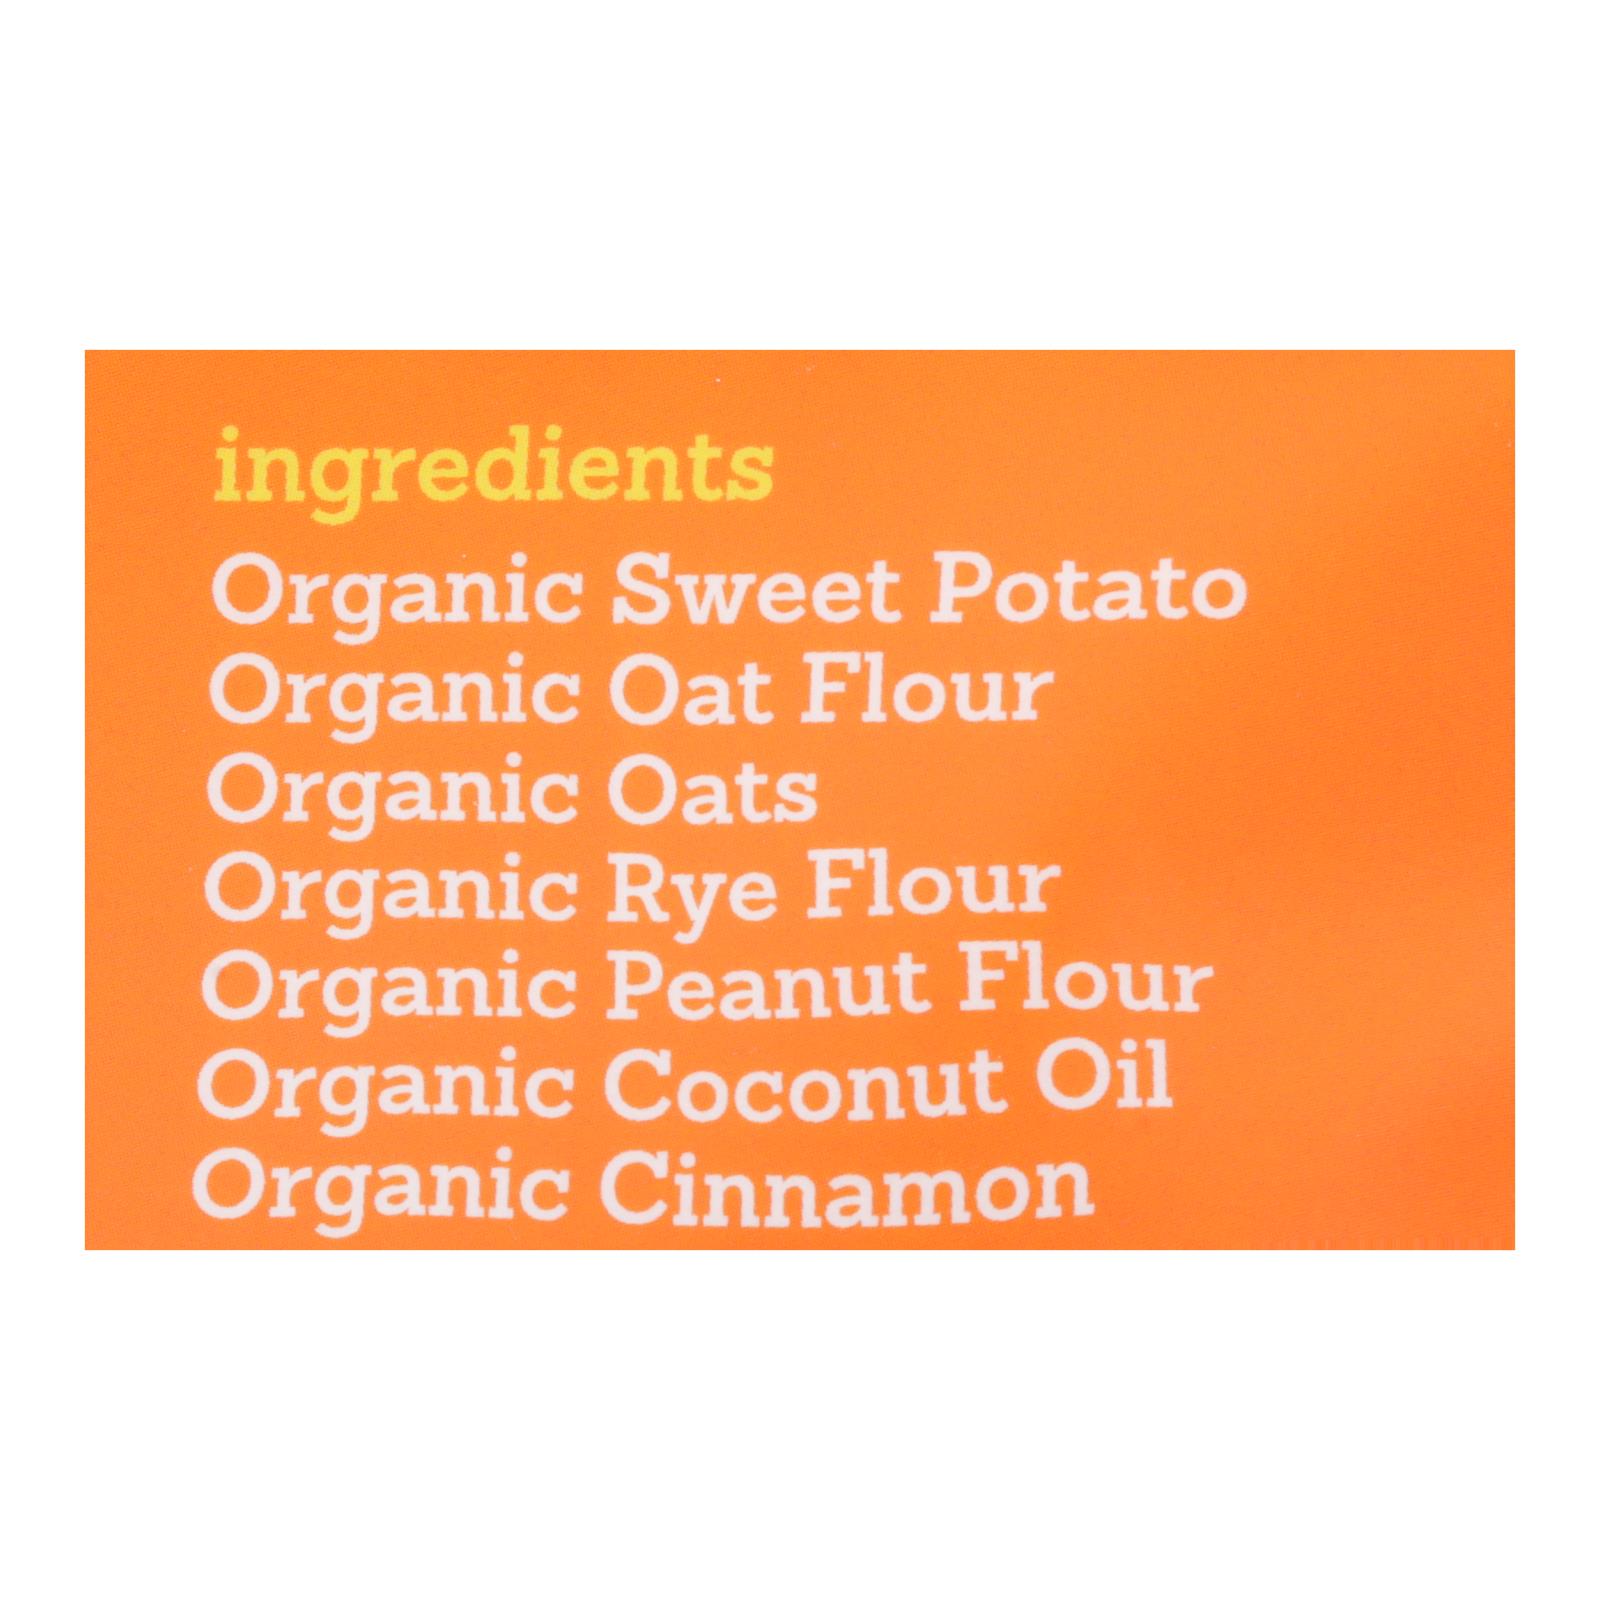 ingredients
Organic Sweet Potato
Organic Oat Flour
Organic Oats
Organic Rye Flour
Organic Peanut Flour
Organic Coconut Oil
Organic Cinnamon